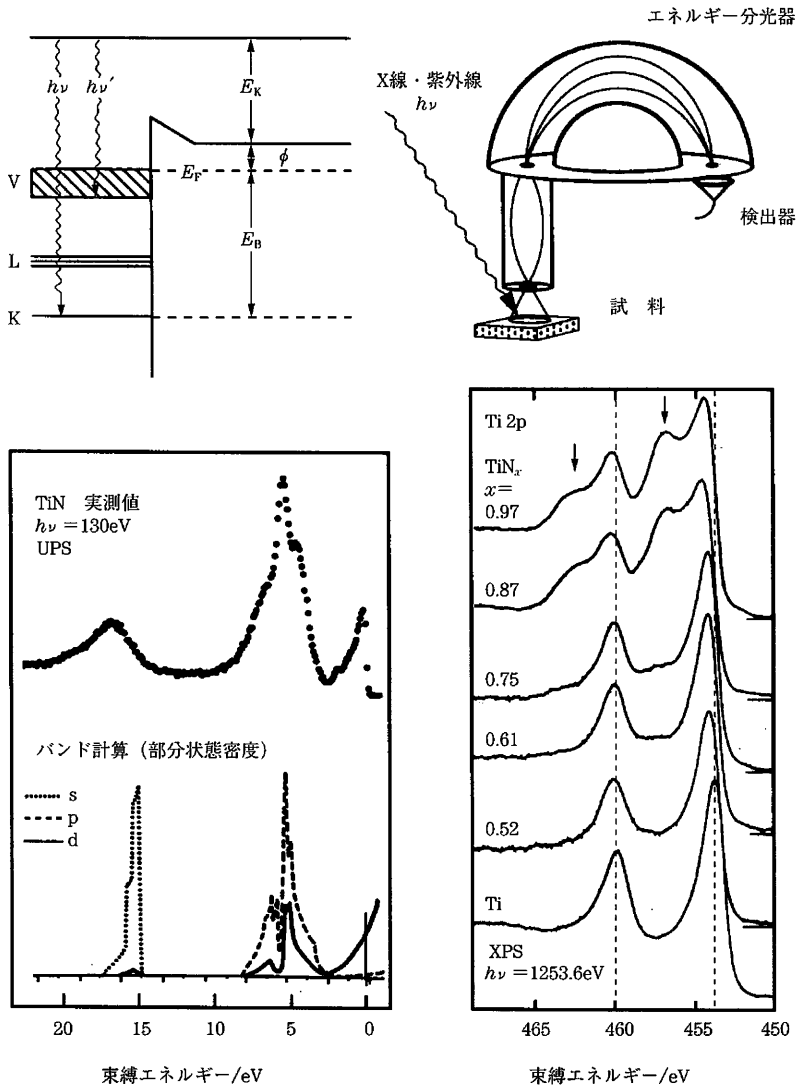 エネルギー分光器
X線・紫外線
hν
hν
hν′
E_K
φ
V
E_F
E_B
L
K
検出器
試 料
TiN 実測値
hν=130eV
UPS
バンド計算（部分状態密度）
s
p
d
20
15
10
5
0
束縛エネルギー/eV
Ti 2p
TiNₓ
x=
0.97
0.87
0.75
0.61
0.52
Ti
XPS
hν=1253.6eV
465
460
455
450
束縛エネルギー/eV